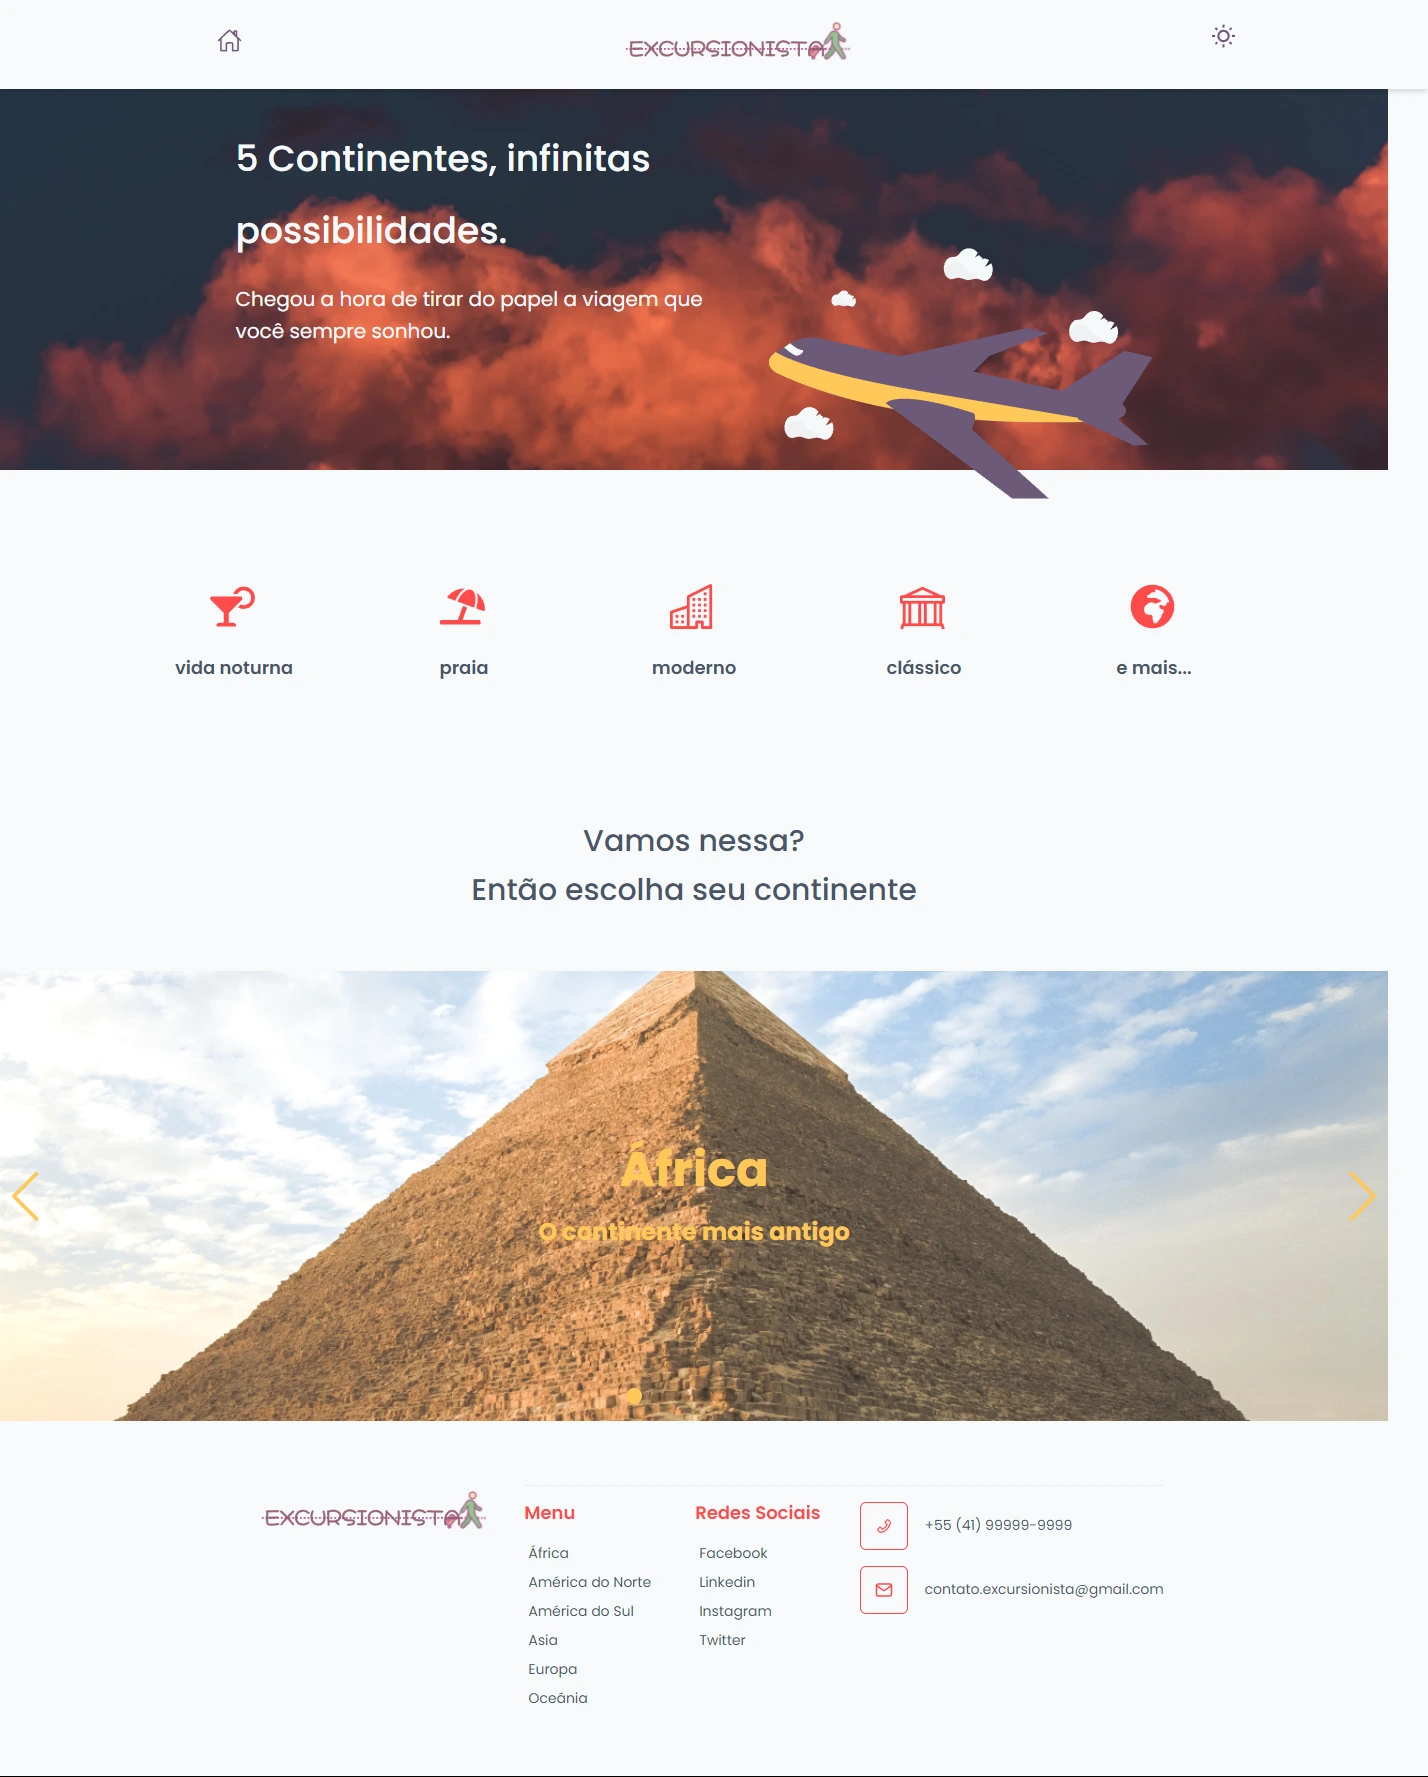 EXCURSIONISTA
5 Continentes, infinitas
possibilidades.
Chegou a hora de tirar do papel a viagem que
você sempre sonhou.
vida noturna
praia
moderno
clássico
e mais...
Vamos nessa?
Então escolha seu continente
África
O continente mais antigo
EXCURSIONISTA
Menu
África
América do Norte
América do Sul
Asia
Europa
Oceânia
Redes Sociais
Facebook
Linkedin
Instagram
Twitter
+55 (41) 99999-9999
contato.excursionista@gmail.com